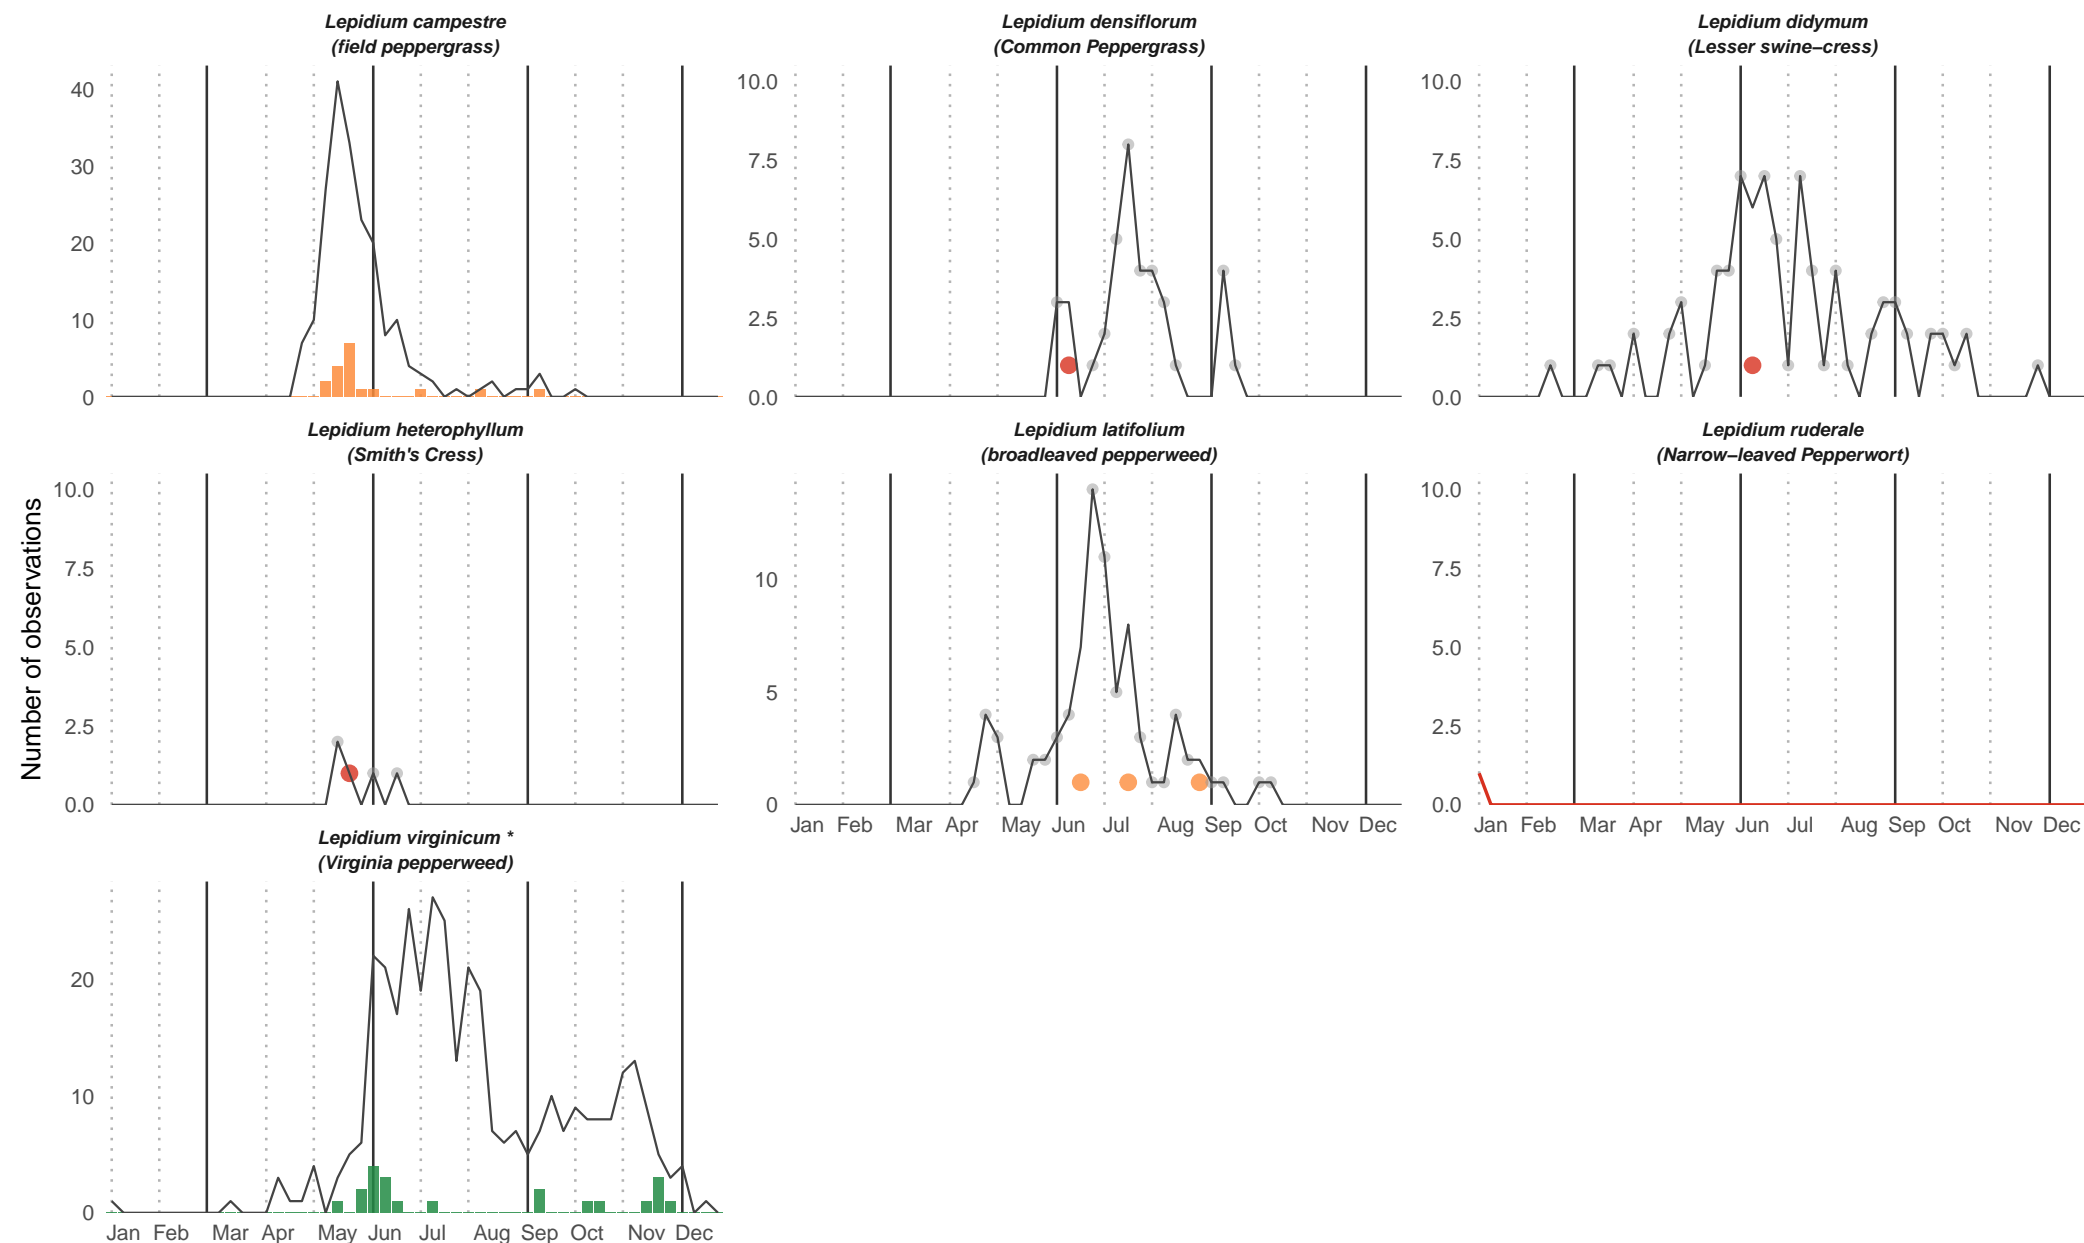 Lepidium campestre
(field peppergrass)
Lepidium densiflorum
(Common Peppergrass)
Lepidium didymum
(Lesser swine–cress)
40
30
20
10
0
10.0
7.5
5.0
2.5
0.0
10.0
7.5
5.0
2.5
0.0
Number of observations
Lepidium heterophyllum
(Smith's Cress)
Lepidium latifolium
(broadleaved pepperweed)
Lepidium ruderale
(Narrow–leaved Pepperwort)
10.0
7.5
5.0
2.5
0.0
10
5
0
Jan Feb Mar Apr May Jun Jul Aug Sep Oct Nov Dec
10.0
7.5
5.0
2.5
0.0
Jan Feb Mar Apr May Jun Jul Aug Sep Oct Nov Dec
Lepidium virginicum *
(Virginia pepperweed)
20
10
0
Jan Feb Mar Apr May Jun Jul Aug Sep Oct Nov Dec